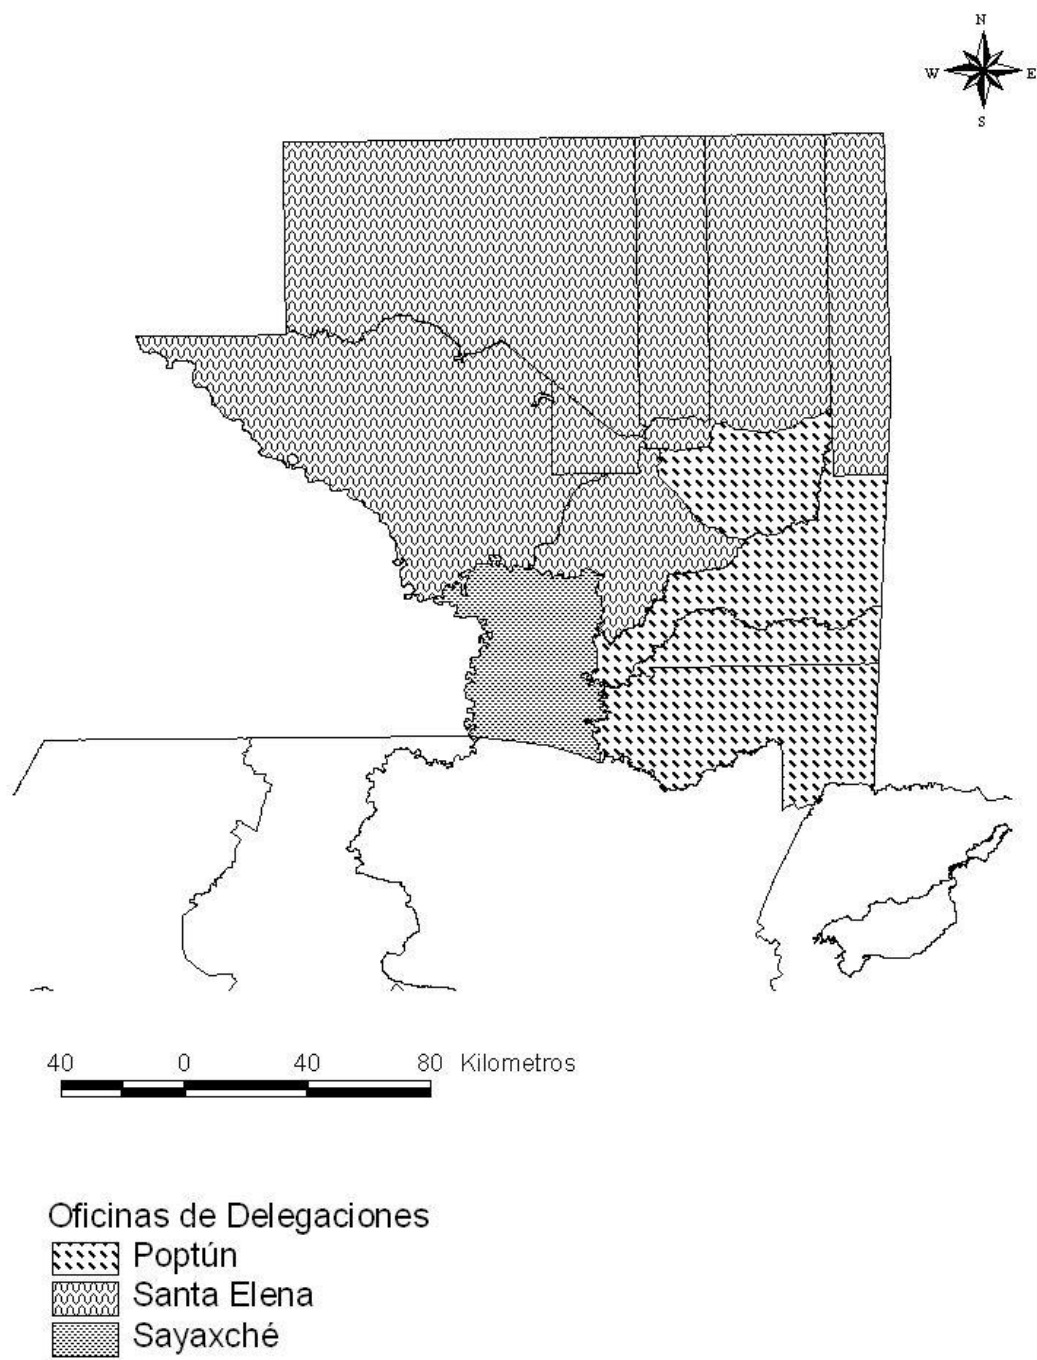 N
W E
S
40 0 40 80 Kilometros
Oficinas de Delegaciones
Poptún
Santa Elena
Sayaxché